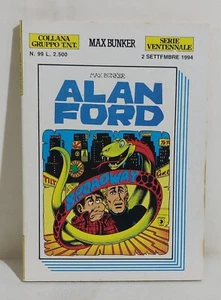 COLLANA
GRUPPO T.N.T.
MAX BUNKER
SERIE
VENTENNALE
N. 99 L. 2.500
2 SETTEMBRE 1994
MAX BUNKER
ALAN
FORD
BROADWAY